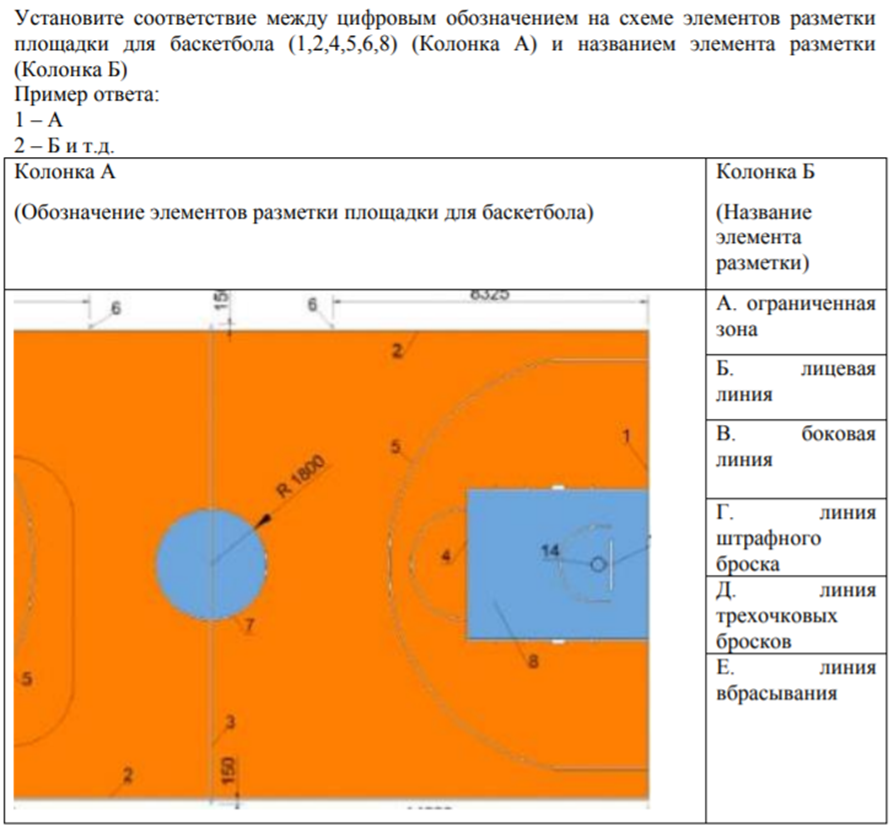 Установите соответствие между цифровым обозначением на схеме элементов разметки
площадки для баскетбола (1,2,4,5,6,8) (Колонка А) и названием элемента разметки
(Колонка Б)
Пример ответа:
1 – А
2 – Б и т.д.
Колонка А
(Обозначение элементов разметки площадки для баскетбола)
Колонка Б
(Название
элемента
разметки)
6
6
8325
2
5
1
R 1800
4
14
7
8
5
3
2
150
А. ограниченная
зона
Б. лицевая
линия
В. боковая
линия
Г. линия
штрафного
броска
Д. линия
трехочковых
бросков
Е. линия
вбрасывания